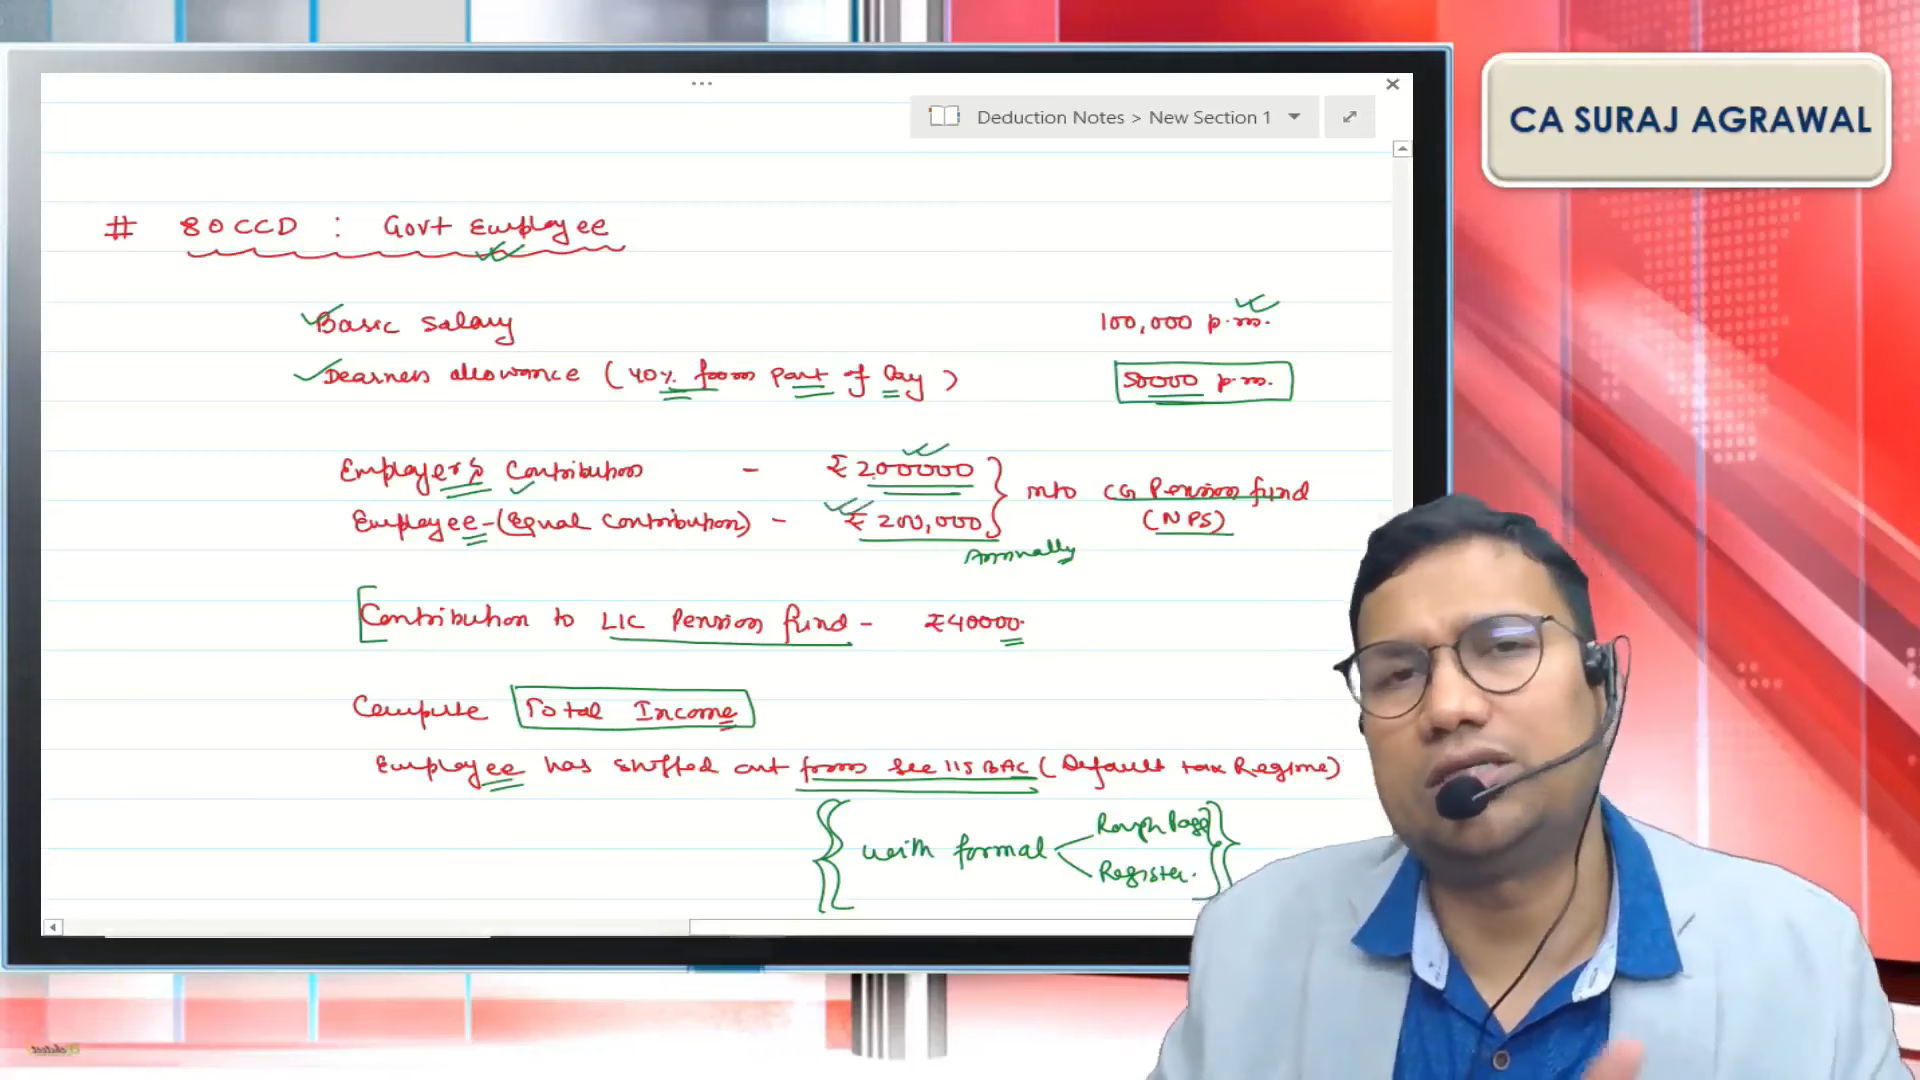 Deduction Notes > New Section 1
CA SURAJ AGRAWAL
# 80CCD : Govt Employee
Basic Salary 100,000 p.m.
Dearness allowance (40% form part of Pay) 50000 p.m.
Employer's Contribution - ₹200000
Employee - (Equal Contribution) - ₹200,000
Annually
into CG Pension fund
(NPS)
Contribution to LIC Pension fund - ₹40000
Compute Total Income
Employee has shifted out from Sec 115BAC (Default tax Regime)
with format
Rough Page
Register.